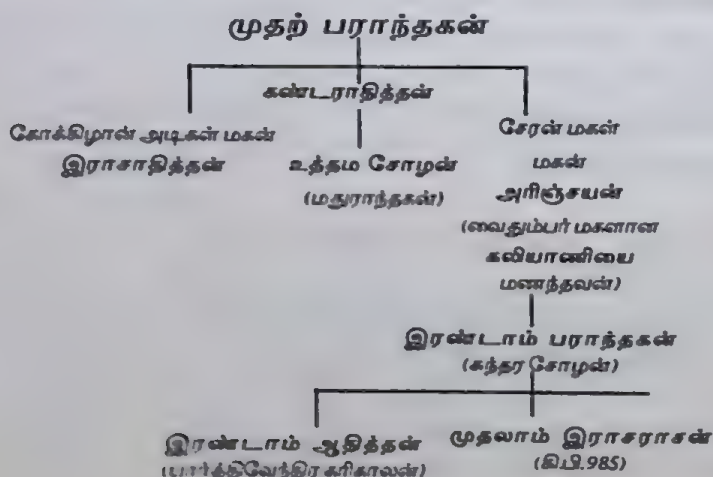 முதற் பராந்தகன்
கண்டராதித்தன்
கோக்கிழான் அடிகள் மகன்
இராசாதித்தன்
உத்தம சோழன்
(மதுராந்தகன்)
சேரன் மகள்
மகன்
அரிஞ்சயன்
(வைதும்பர் மகளான
கலியாணியை
மணந்தவன்)
இரண்டாம் பராந்தகன்
(சுந்தர சோழன்)
இரண்டாம் ஆதித்தன்
(பார்த்திவேந்திர கரிகாலன்)
முதலாம் இராசராசன்
(கி.பி.985)